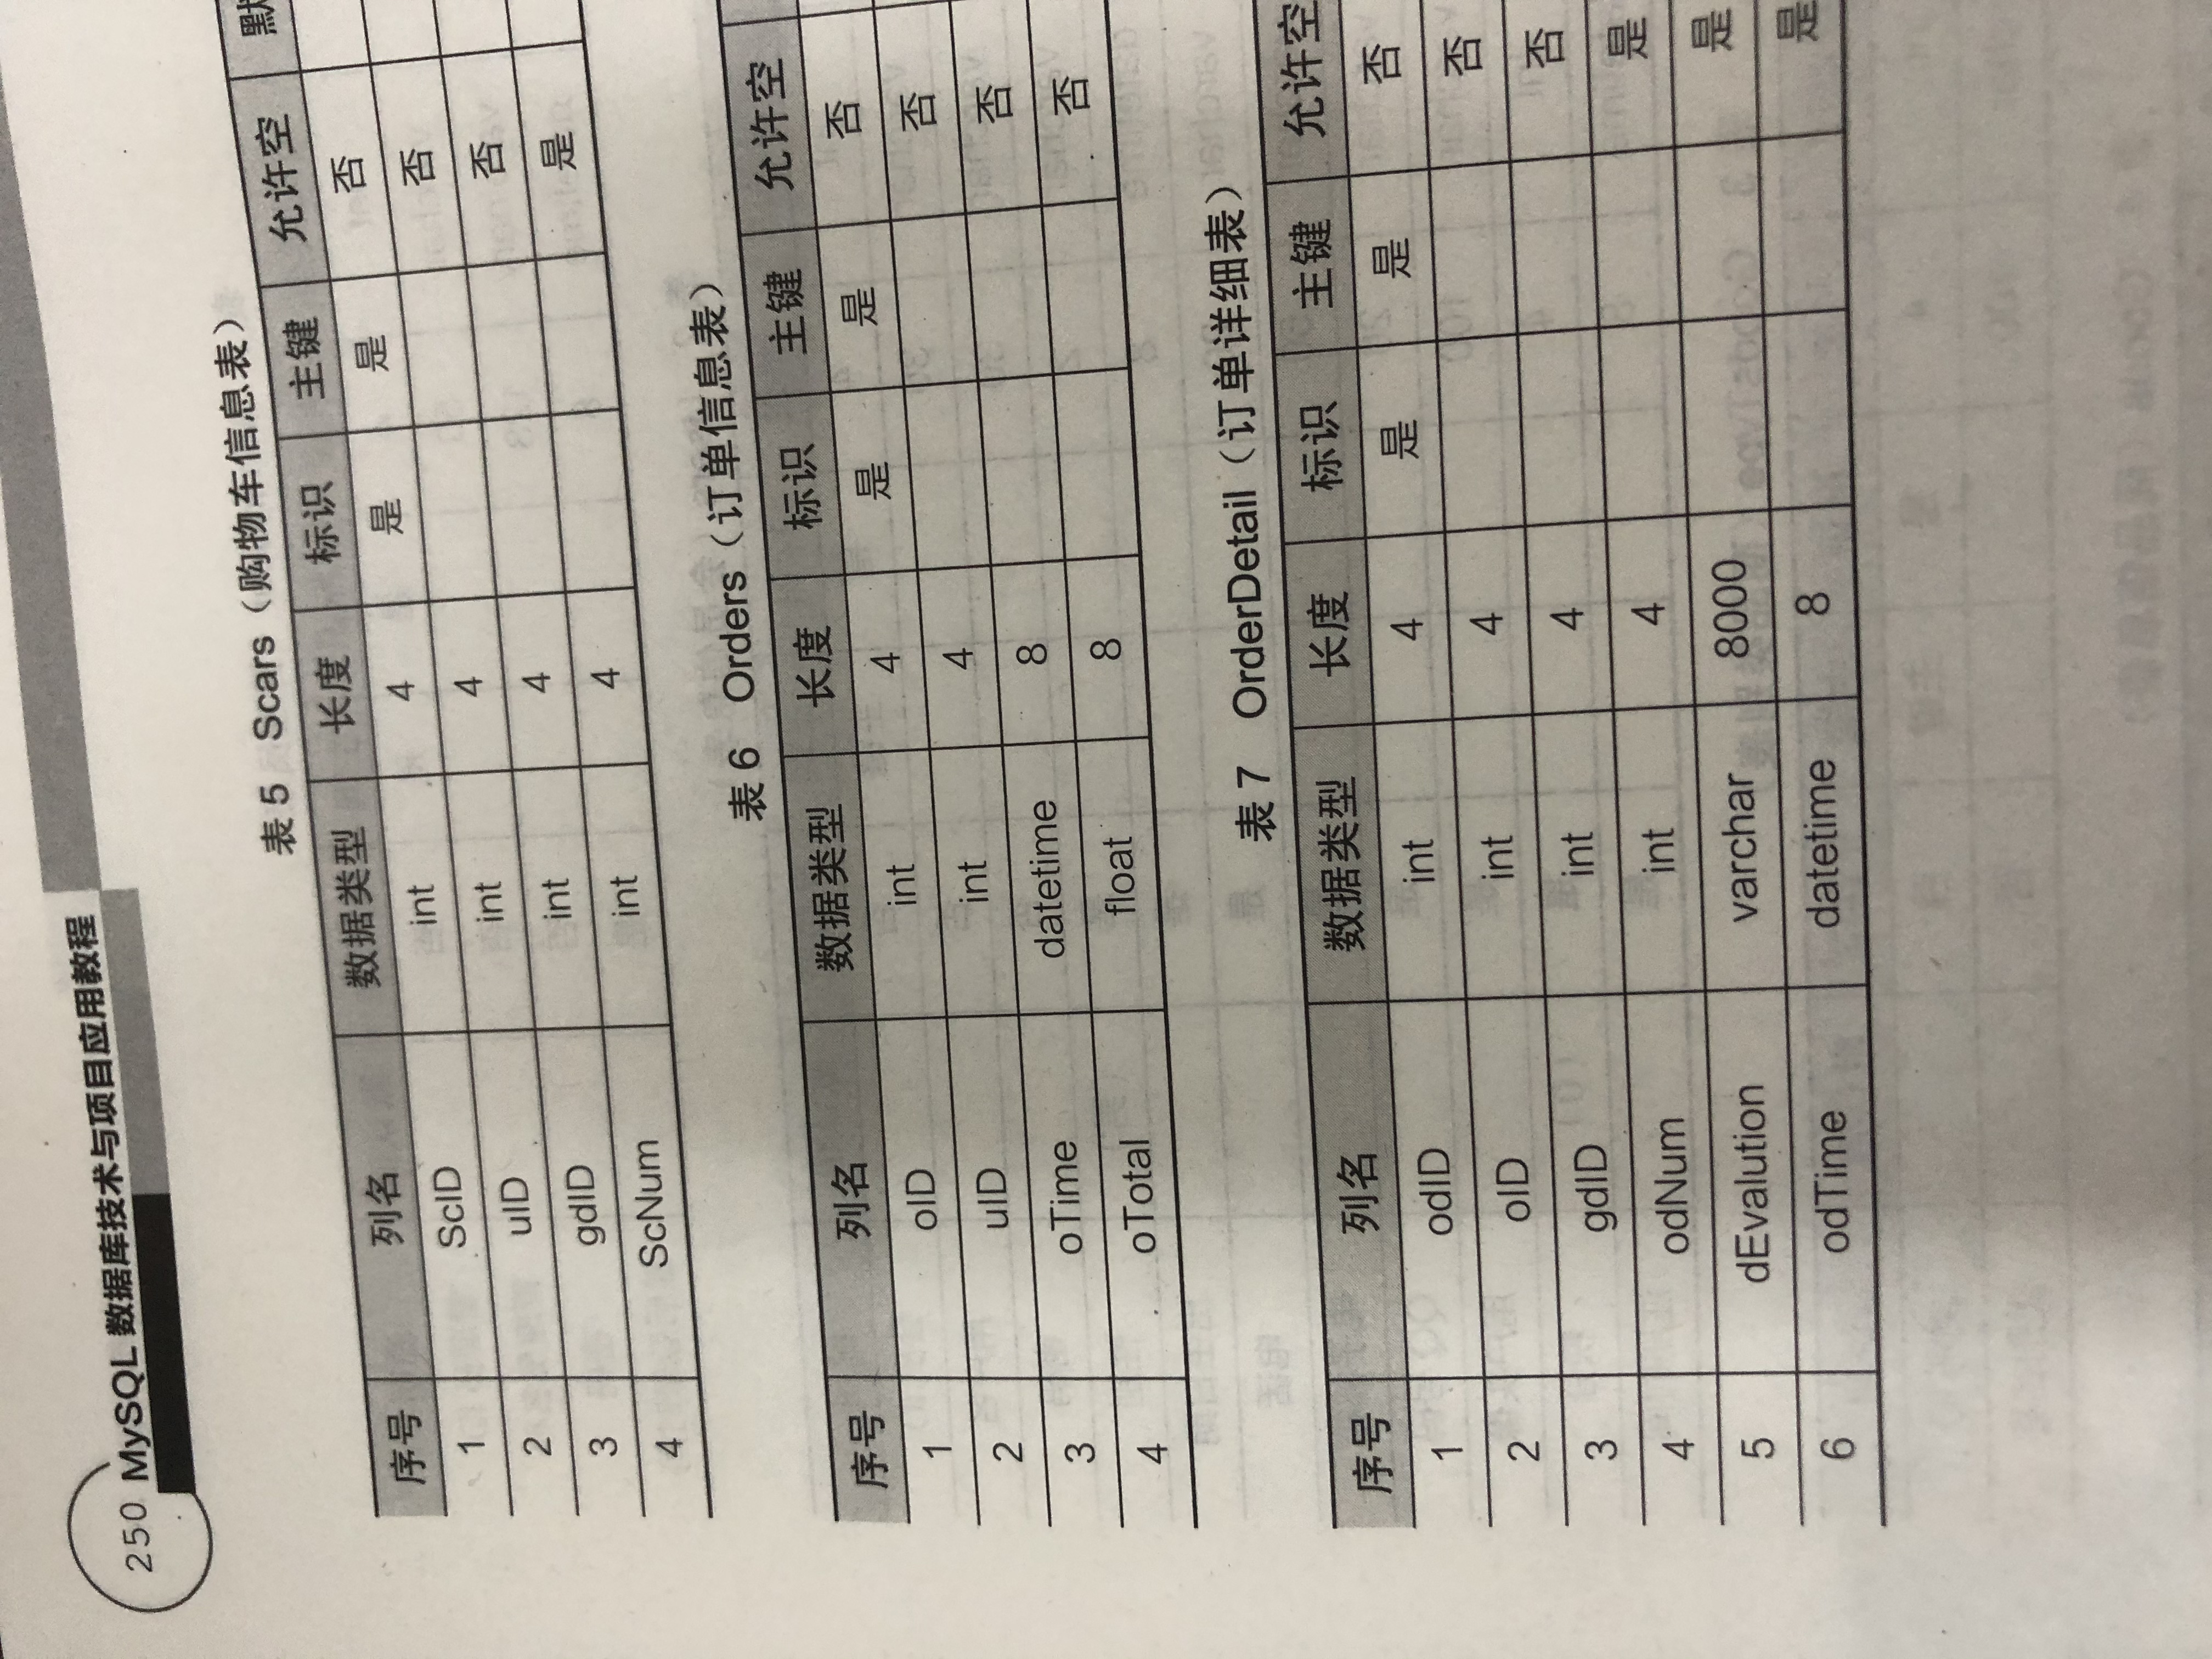 250 MySQL 数据库技术与项目应用教程
表 5 Scars（购物车信息表）
序号 列名 数据类型 长度 标识 主键 允许空 默
1 ScID int 4 是 是 否
2 uID int 4 否
3 gdID int 4 否
4 ScNum int 4 是
表 6 Orders（订单信息表）
序号 列名 数据类型 长度 标识 主键 允许空
1 oID int 4 是 是 否
2 uID int 4 否
3 oTime datetime 8 否
4 oTotal float 8 否
表 7 OrderDetail（订单详细表）
序号 列名 数据类型 长度 标识 主键 允许空
1 odID int 4 是 是 否
2 oID int 4 否
3 gdID int 4 否
4 odNum int 4 是
5 dEvalution varchar 8000 是
6 odTime datetime 8 是